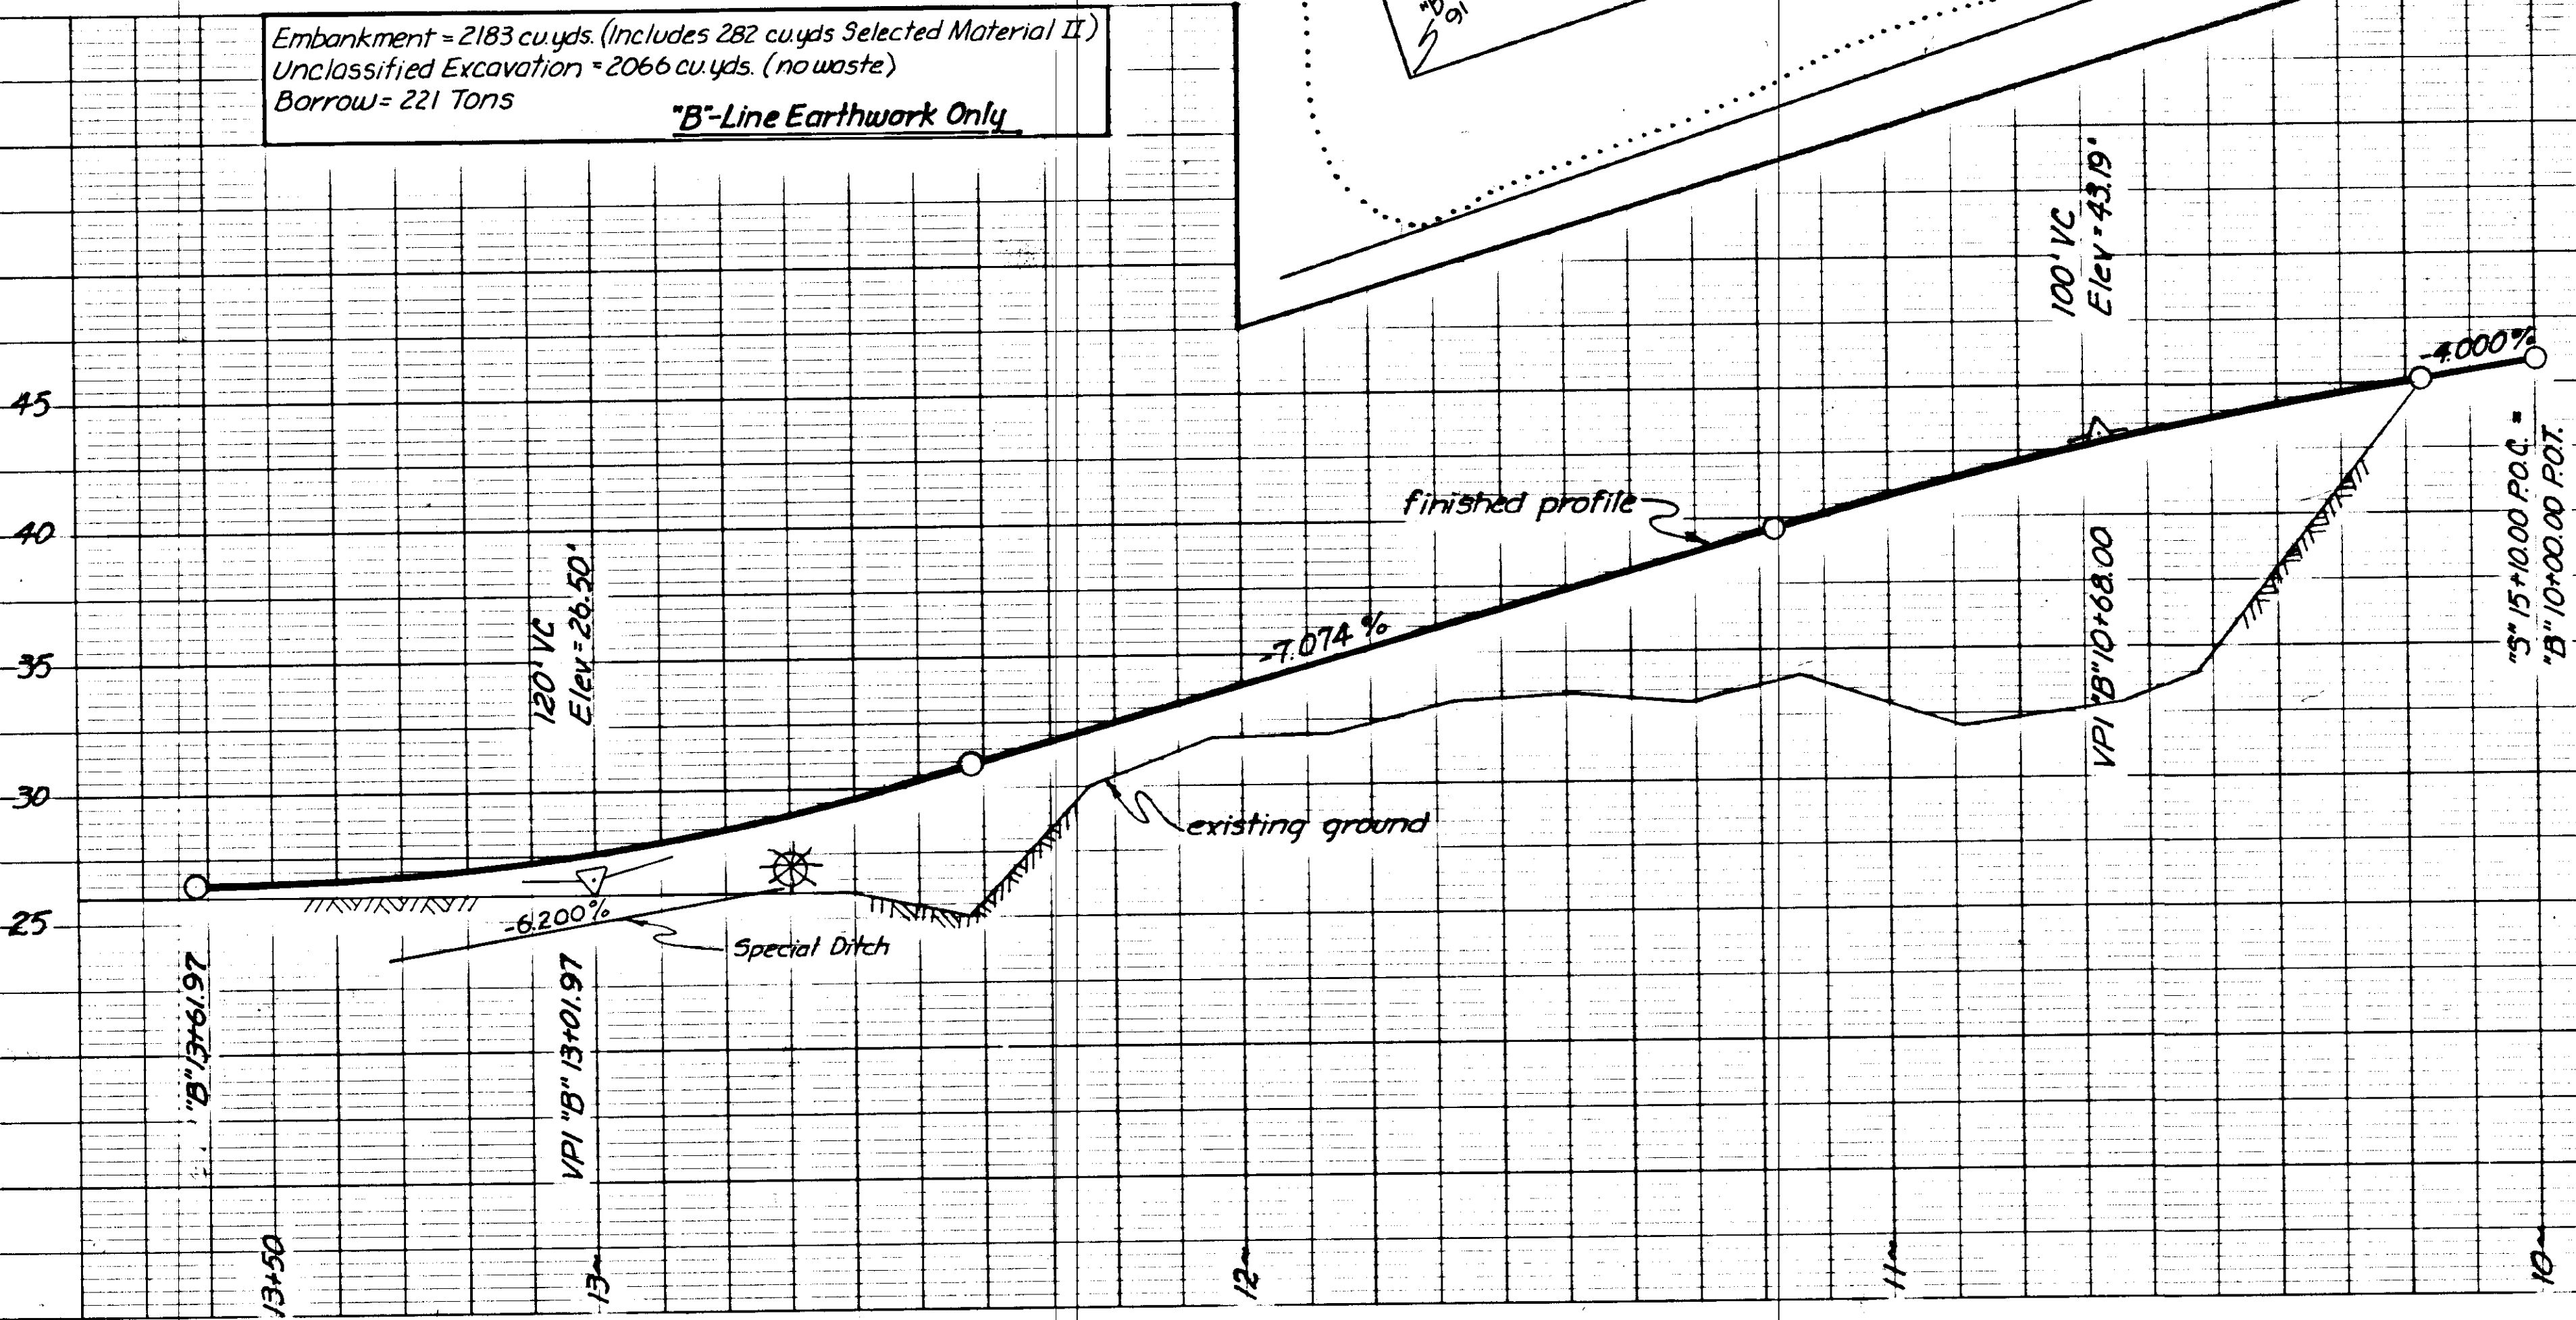 Embankment = 2183 cu.yds. (Includes 282 cu.yds Selected Material II)
Unclassified Excavation = 2066 cu.yds. (no waste)
Borrow = 221 Tons
"B"-Line Earthwork Only
100' VC
Elev = 43.19'
-4.000%
45
"S" 15+10.00 P.O.C. =
"B" 10+00.00 P.O.T.
finished profile
40
VPI "B" 10+68.00
120' VC
Elev = 26.50'
-7.074 %
35
30
existing ground
-6.200%
25
Special Ditch
"B" 13+61.97
VPI "B" 13+01.97
13+50
13
12
11
10